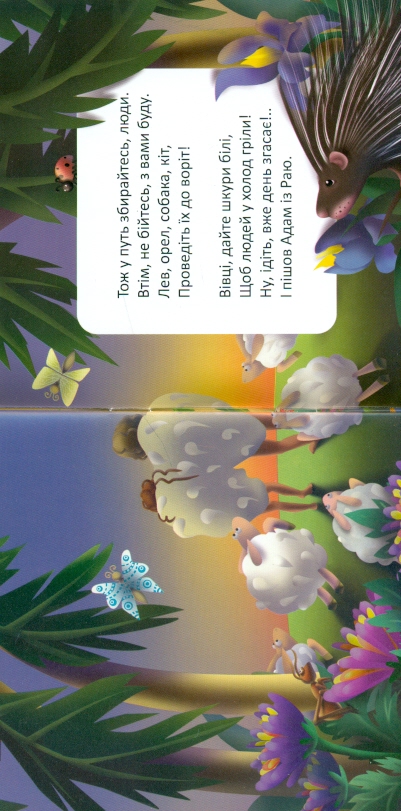 Тож у путь збирайтесь, люди.
Втім, не бійтесь, з вами буду.
Лев, орел, собака, кіт,
Проведіть їх до воріт!
Вівці, дайте шкури білі,
Щоб людей у холод гріли!
Ну, ідіть, вже день згасає!..
І пішов Адам із Раю.